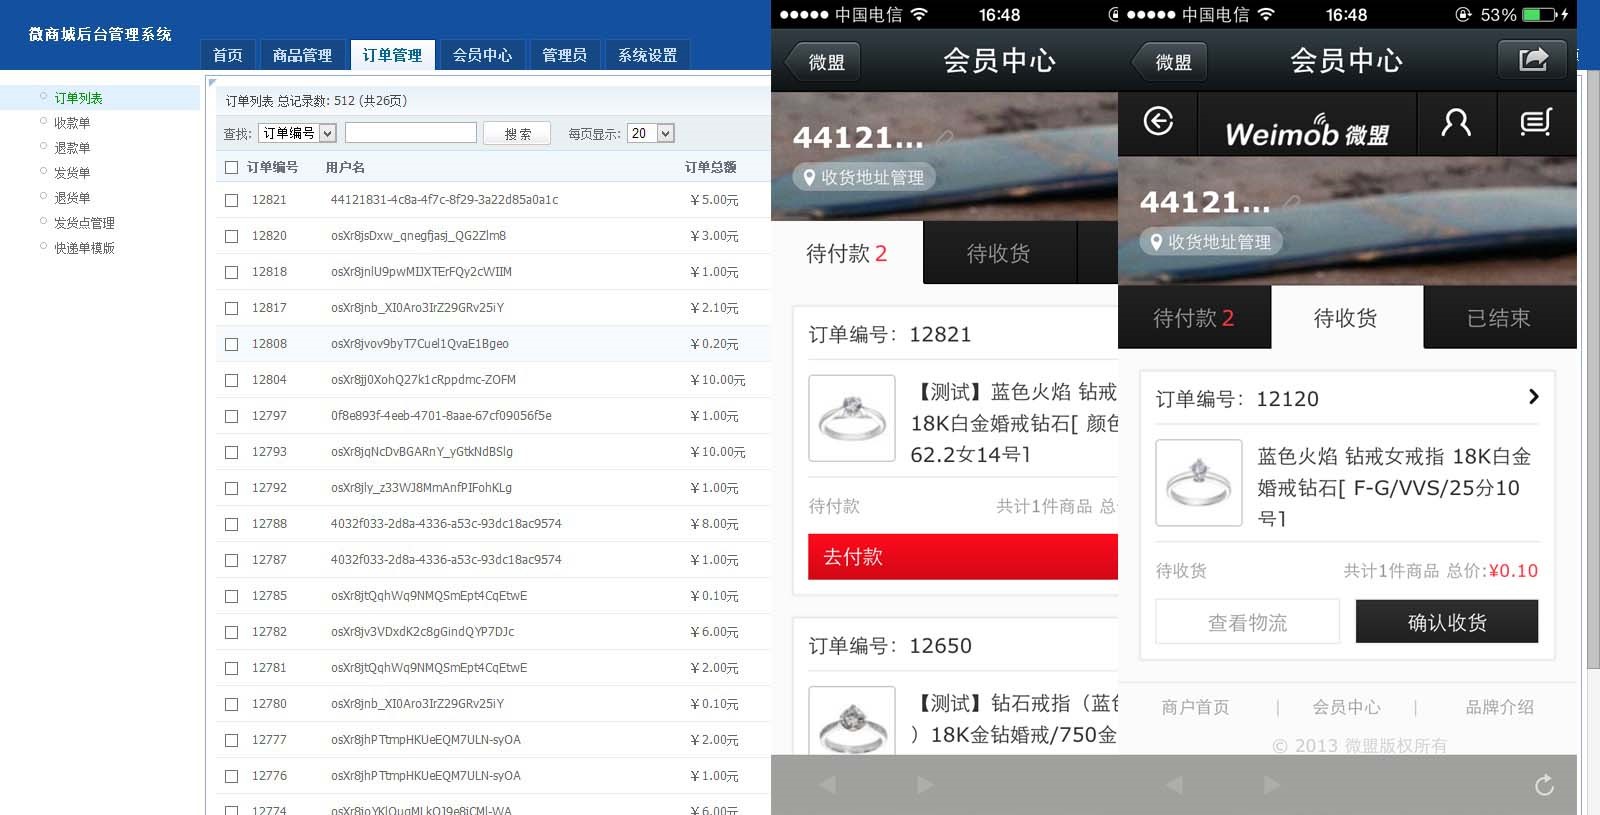 微商城后台管理系统
首页 商品管理 订单管理 会员中心 管理员 系统设置
订单列表
收款单
退款单
发货单
退货单
发货点管理
快递单模版
订单列表 总记录数: 512 (共26页)
查找: 订单编号 搜索 每页显示: 20
订单编号 用户名 订单总额
12821 44121831-4c8a-4f7c-8f29-3a22d85a0a1c ￥5.00元
12820 osXr8jsDxw_qnegfjasj_QG2Zlm8 ￥3.00元
12818 osXr8jnlU9pwMIJXTErFQy2cWIIM ￥1.00元
12817 osXr8jnb_XI0Aro3IrZ29GRv25iY ￥2.10元
12808 osXr8jvov9byT7Cuel1QvaE1Bgeo ￥0.20元
12804 osXr8jj0XohQ27k1cRppdmc-ZOFM ￥10.00元
12797 0f8e893f-4eeb-4701-8aae-67cf09056f5e ￥1.00元
12793 osXr8jqNcDvBGARnY_yGtkNdBSlg ￥10.00元
12792 osXr8jly_z33WJ8MmAnfPIFohKLg ￥1.00元
12788 4032f033-2d8a-4336-a53c-93dc18ac9574 ￥8.00元
12787 4032f033-2d8a-4336-a53c-93dc18ac9574 ￥1.00元
12785 osXr8jtQqhWq9NMQSmEpt4CqEtwE ￥0.10元
12782 osXr8jv3VDxdK2c8gGindQYP7DJc ￥6.00元
12781 osXr8jtQqhWq9NMQSmEpt4CqEtwE ￥2.00元
12780 osXr8jnb_XI0Aro3IrZ29GRv25iY ￥0.10元
12777 osXr8jhPTtmpHKUeEQM7ULN-syOA ￥2.00元
12776 osXr8jhPTtmpHKUeEQM7ULN-syOA ￥1.00元
12774 ￥6.00元
中国电信 16:48
微盟 会员中心
44121...
收货地址管理
待付款 2 待收货
订单编号: 12821
【测试】蓝色火焰 钻戒
18K白金婚戒钻石[ 颜色
62.2女14号]
待付款 共计1件商品 总
去付款
订单编号: 12650
【测试】钻石戒指（蓝色
）18K金钻婚戒/750金
中国电信 16:48 53%
微盟 会员中心
Weimob 微盟
44121...
收货地址管理
待付款 2 待收货 已结束
订单编号: 12120
蓝色火焰 钻戒女戒指 18K白金
婚戒钻石[ F-G/VVS/25分10
号]
待收货 共计1件商品 总价:¥0.10
查看物流 确认收货
商户首页 | 会员中心 | 品牌介绍
© 2013 微盟版权所有